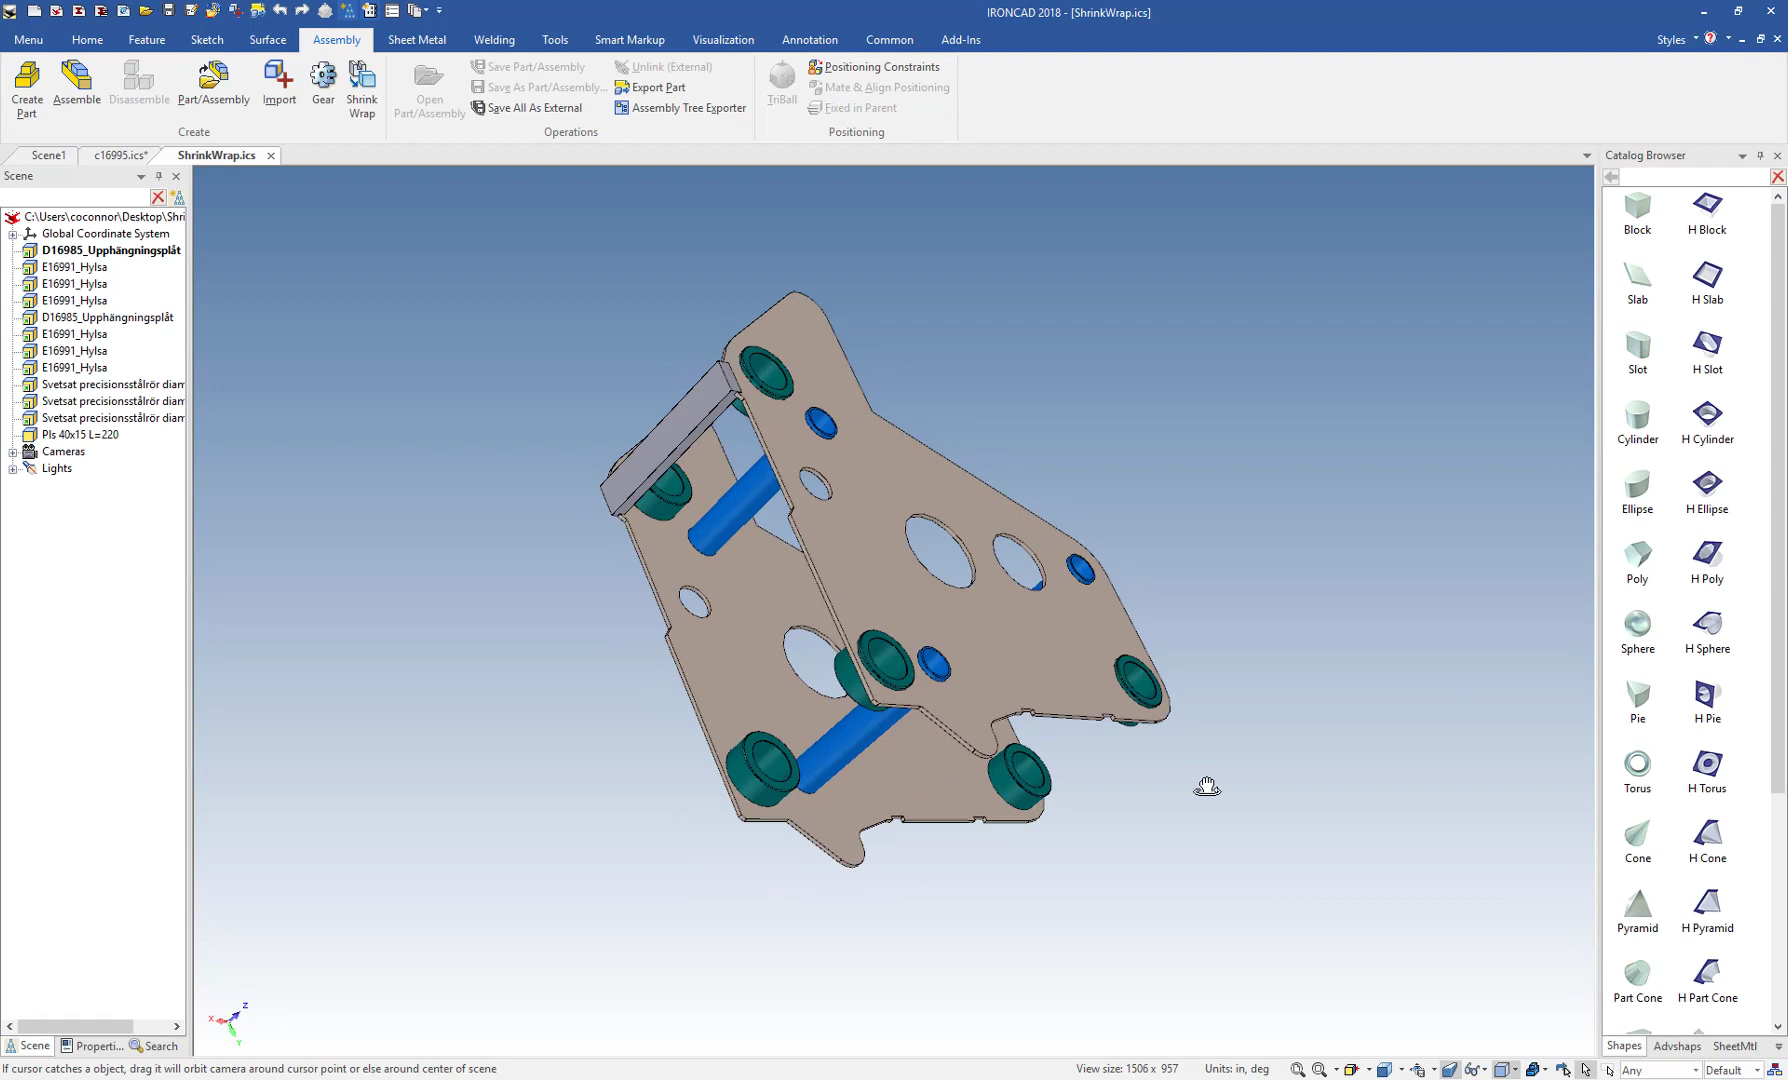 IRONCAD 2018 - [ShrinkWrap.ics]
Menu Home Feature Sketch Surface Assembly Sheet Metal Welding Tools Smart Markup Visualization Annotation Common Add-Ins Styles
Create Part
Assemble
Disassemble
Part/Assembly
Import
Gear
Shrink Wrap
Create
Open Part/Assembly
Save Part/Assembly
Save As Part/Assembly...
Save All As External
Unlink (External)
Export Part
Assembly Tree Exporter
Operations
TriBall
Positioning Constraints
Mate & Align Positioning
Fixed in Parent
Positioning
Scene1 c16995.ics* ShrinkWrap.ics
Scene
C:\Users\coconnor\Desktop\Shri
Global Coordinate System
D16985_Upphängningsplåt
E16991_Hylsa
E16991_Hylsa
E16991_Hylsa
D16985_Upphängningsplåt
E16991_Hylsa
E16991_Hylsa
E16991_Hylsa
Svetsat precisionsstålrör diam
Svetsat precisionsstålrör diam
Svetsat precisionsstålrör diam
Pls 40x15 L=220
Cameras
Lights
X Z Y
Scene Properti... Search
Catalog Browser
Block H Block
Slab H Slab
Slot H Slot
Cylinder H Cylinder
Ellipse H Ellipse
Poly H Poly
Sphere H Sphere
Pie H Pie
Torus H Torus
Cone H Cone
Pyramid H Pyramid
Part Cone H Part Cone
Shapes Advshaps SheetMtl
If cursor catches a object, drag it will orbit camera around cursor point or else around center of scene
View size: 1506 x 957 Units: in, deg Any Default